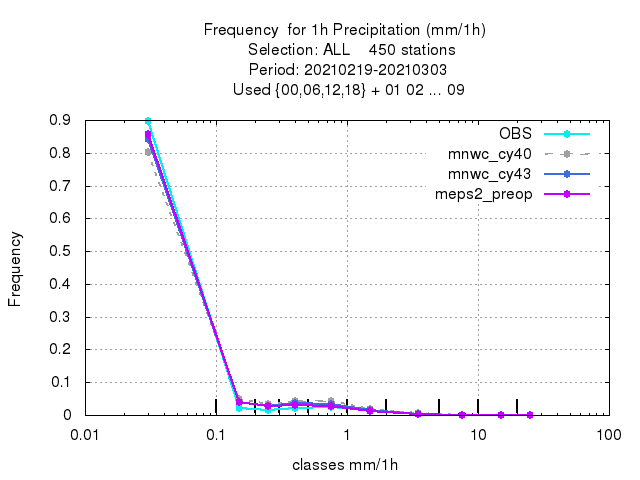 Frequency  for 1h Precipitation (mm/1h)
Selection: ALL    450 stations
Period: 20210219-20210303
Used {00,06,12,18} + 01 02 ... 09
0.9
0.8
0.7
0.6
0.5
0.4
0.3
0.2
0.1
0
Frequency
OBS
mnwc_cy40
mnwc_cy43
meps2_preop
0.01 0.1 1 10 100
classes mm/1h